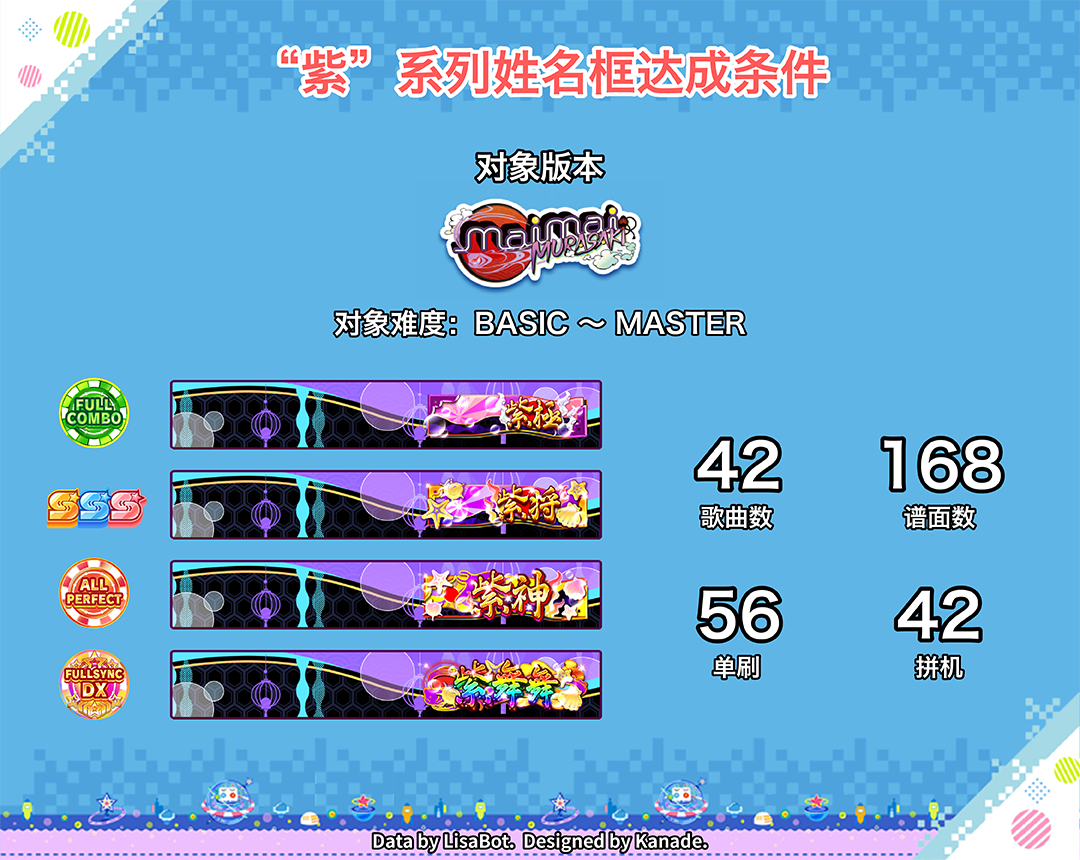 “紫”系列姓名框达成条件
对象版本
maimai
MURASAKi
对象难度：BASIC ～ MASTER
FULL
COMBO
紫極
SSS
紫将
ALL
PERFECT
紫神
FULLSYNC
DX
紫舞舞
42
歌曲数
168
谱面数
56
单刷
42
拼机
Data by LisaBot. Designed by Kanade.